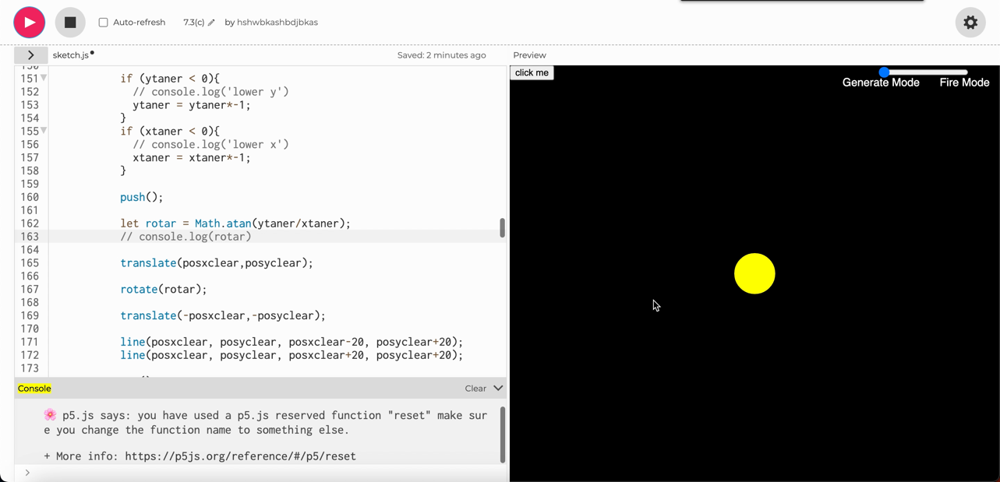 Auto-refresh 7.3(c) by hshwbkashbdjbkas
sketch.js Saved: 2 minutes ago Preview
151 if (ytaner < 0){
152 // console.log('lower y')
153 ytaner = ytaner*-1;
154 }
155 if (xtaner < 0){
156 // console.log('lower x')
157 xtaner = xtaner*-1;
158 }
159
160 push();
161
162 let rotar = Math.atan(ytaner/xtaner);
163 // console.log(rotar)
164
165 translate(posxclear,posyclear);
166
167 rotate(rotar);
168
169 translate(-posxclear,-posyclear);
170
171 line(posxclear, posyclear, posxclear-20, posyclear+20);
172 line(posxclear, posyclear, posxclear+20, posyclear+20);
173
Console Clear
🌸 p5.js says: you have used a p5.js reserved function "reset" make sur
e you change the function name to something else.
+ More info: https://p5js.org/reference/#/p5/reset
>
click me
Generate Mode Fire Mode